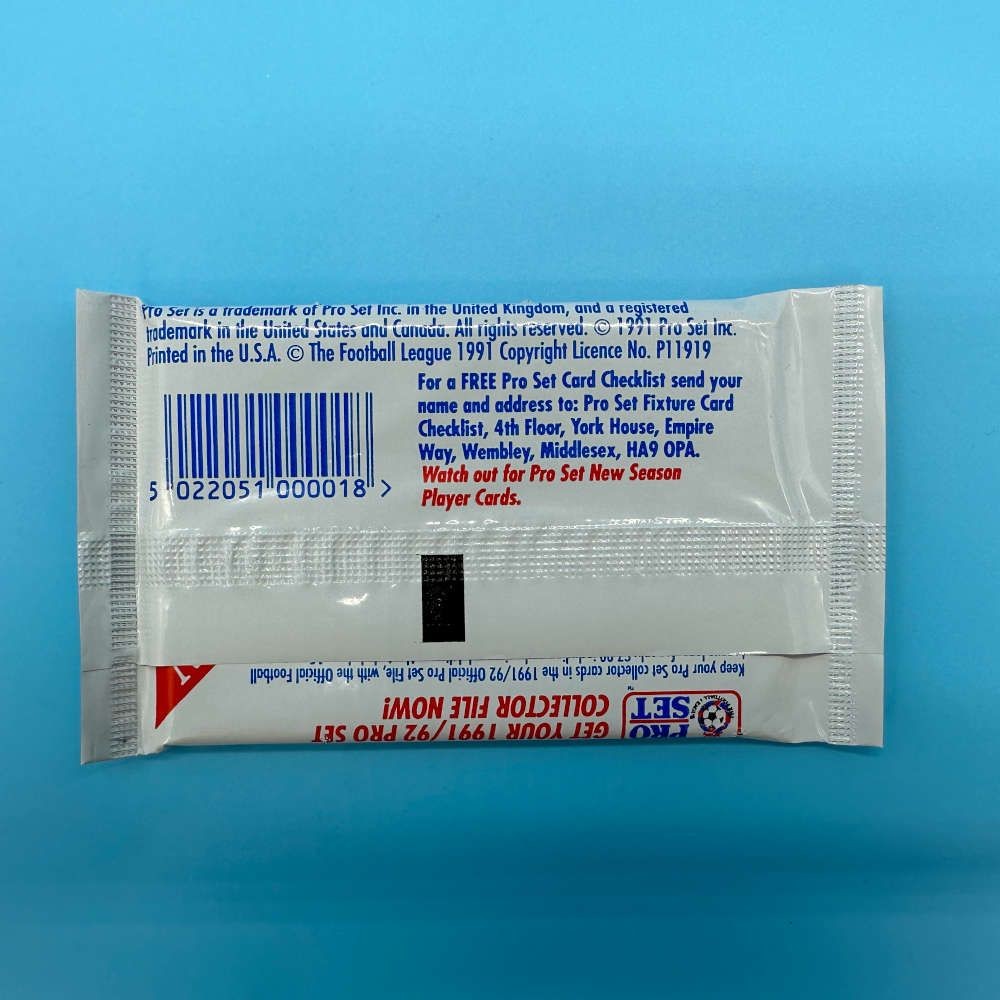 Pro Set is a trademark of Pro Set Inc. in the United Kingdom, and a registered
trademark in the United States and Canada. All rights reserved. © 1991 Pro Set Inc.
Printed in the U.S.A. © The Football League 1991 Copyright Licence No. P11919
For a FREE Pro Set Card Checklist send your
name and address to: Pro Set Fixture Card
Checklist, 4th Floor, York House, Empire
Way, Wembley, Middlesex, HA9 OPA.
Watch out for Pro Set New Season
Player Cards.
5 022051 000018 >
GET YOUR 1991/92 PRO SET
COLLECTOR FILE NOW!
PRO
SET
™
Keep your Pro Set collector cards in the 1991/92 Official Pro Set File, with the Official Football